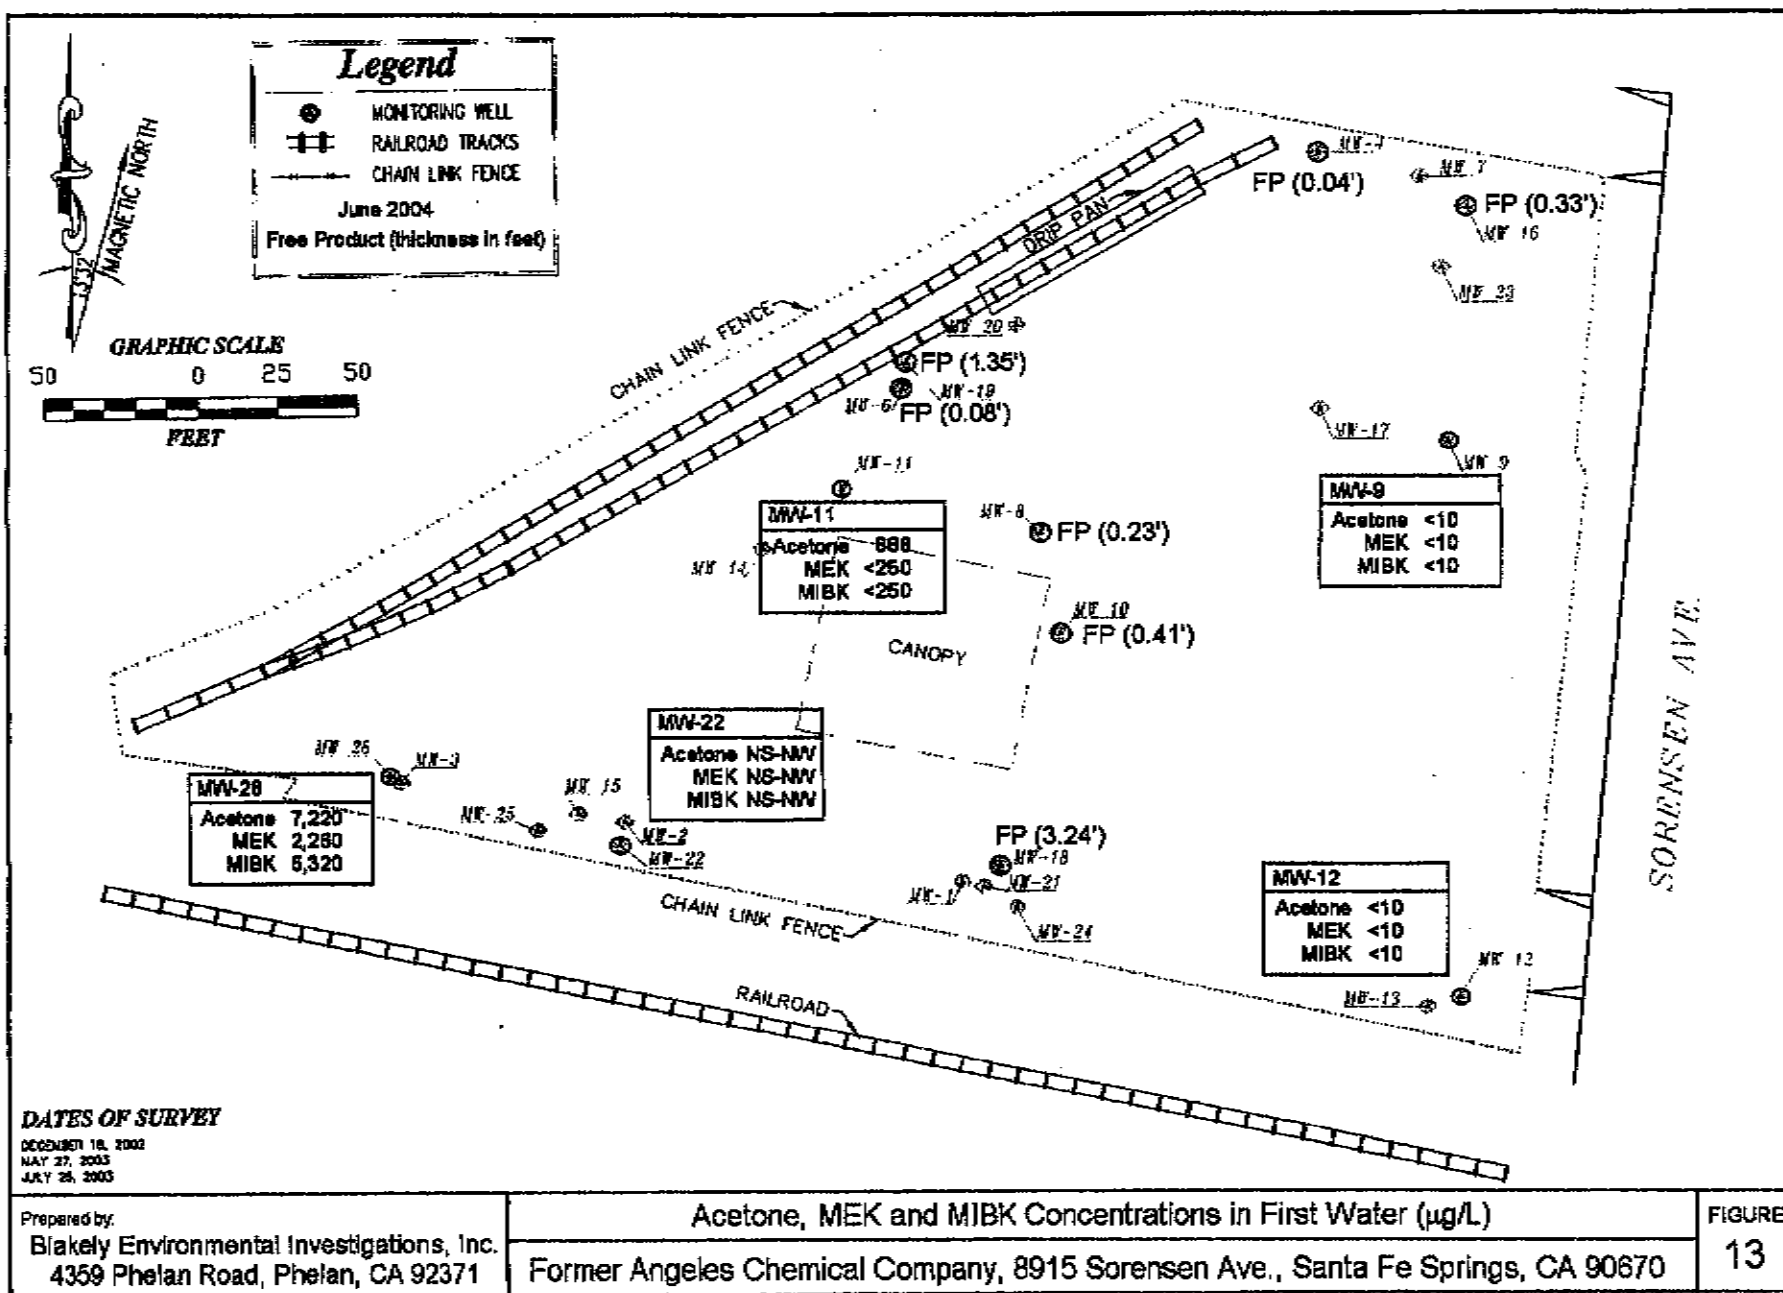 Legend
MONITORING WELL
RAILROAD TRACKS
CHAIN LINK FENCE
June 2004
Free Product (thickness in feet)
MAGNETIC NORTH
GRAPHIC SCALE
50 0 25 50
FEET
CHAIN LINK FENCE
DRIP PAN
FP (0.04')
MW-7
FP (0.33')
MW 16
MW 23
MW 20
FP (1.35')
MW-19
MW-6
FP (0.08')
MW-17
MW 9
MW-11
MW-11
Acetone 888
MEK <250
MIBK <250
MW 14
MW-8
FP (0.23')
MW-9
Acetone <10
MEK <10
MIBK <10
MW 10
FP (0.41')
CANOPY
MW-22
Acetone NS-NW
MEK NS-NW
MIBK NS-NW
MW 26
MW-3
MW-26
Acetone 7,220
MEK 2,260
MIBK 5,320
MW-25
MW 15
MW-2
MW-22
FP (3.24')
MW-18
MW-1
MW-21
MW-24
CHAIN LINK FENCE
MW-12
Acetone <10
MEK <10
MIBK <10
MW 12
MW-13
SORENSEN AVE.
RAILROAD
DATES OF SURVEY
DECEMBER 18, 2002
MAY 27, 2003
JULY 25, 2003
Prepared by:
Blakely Environmental Investigations, Inc.
4359 Phelan Road, Phelan, CA 92371
Acetone, MEK and MIBK Concentrations in First Water (µg/L)
Former Angeles Chemical Company, 8915 Sorensen Ave., Santa Fe Springs, CA 90670
FIGURE
13